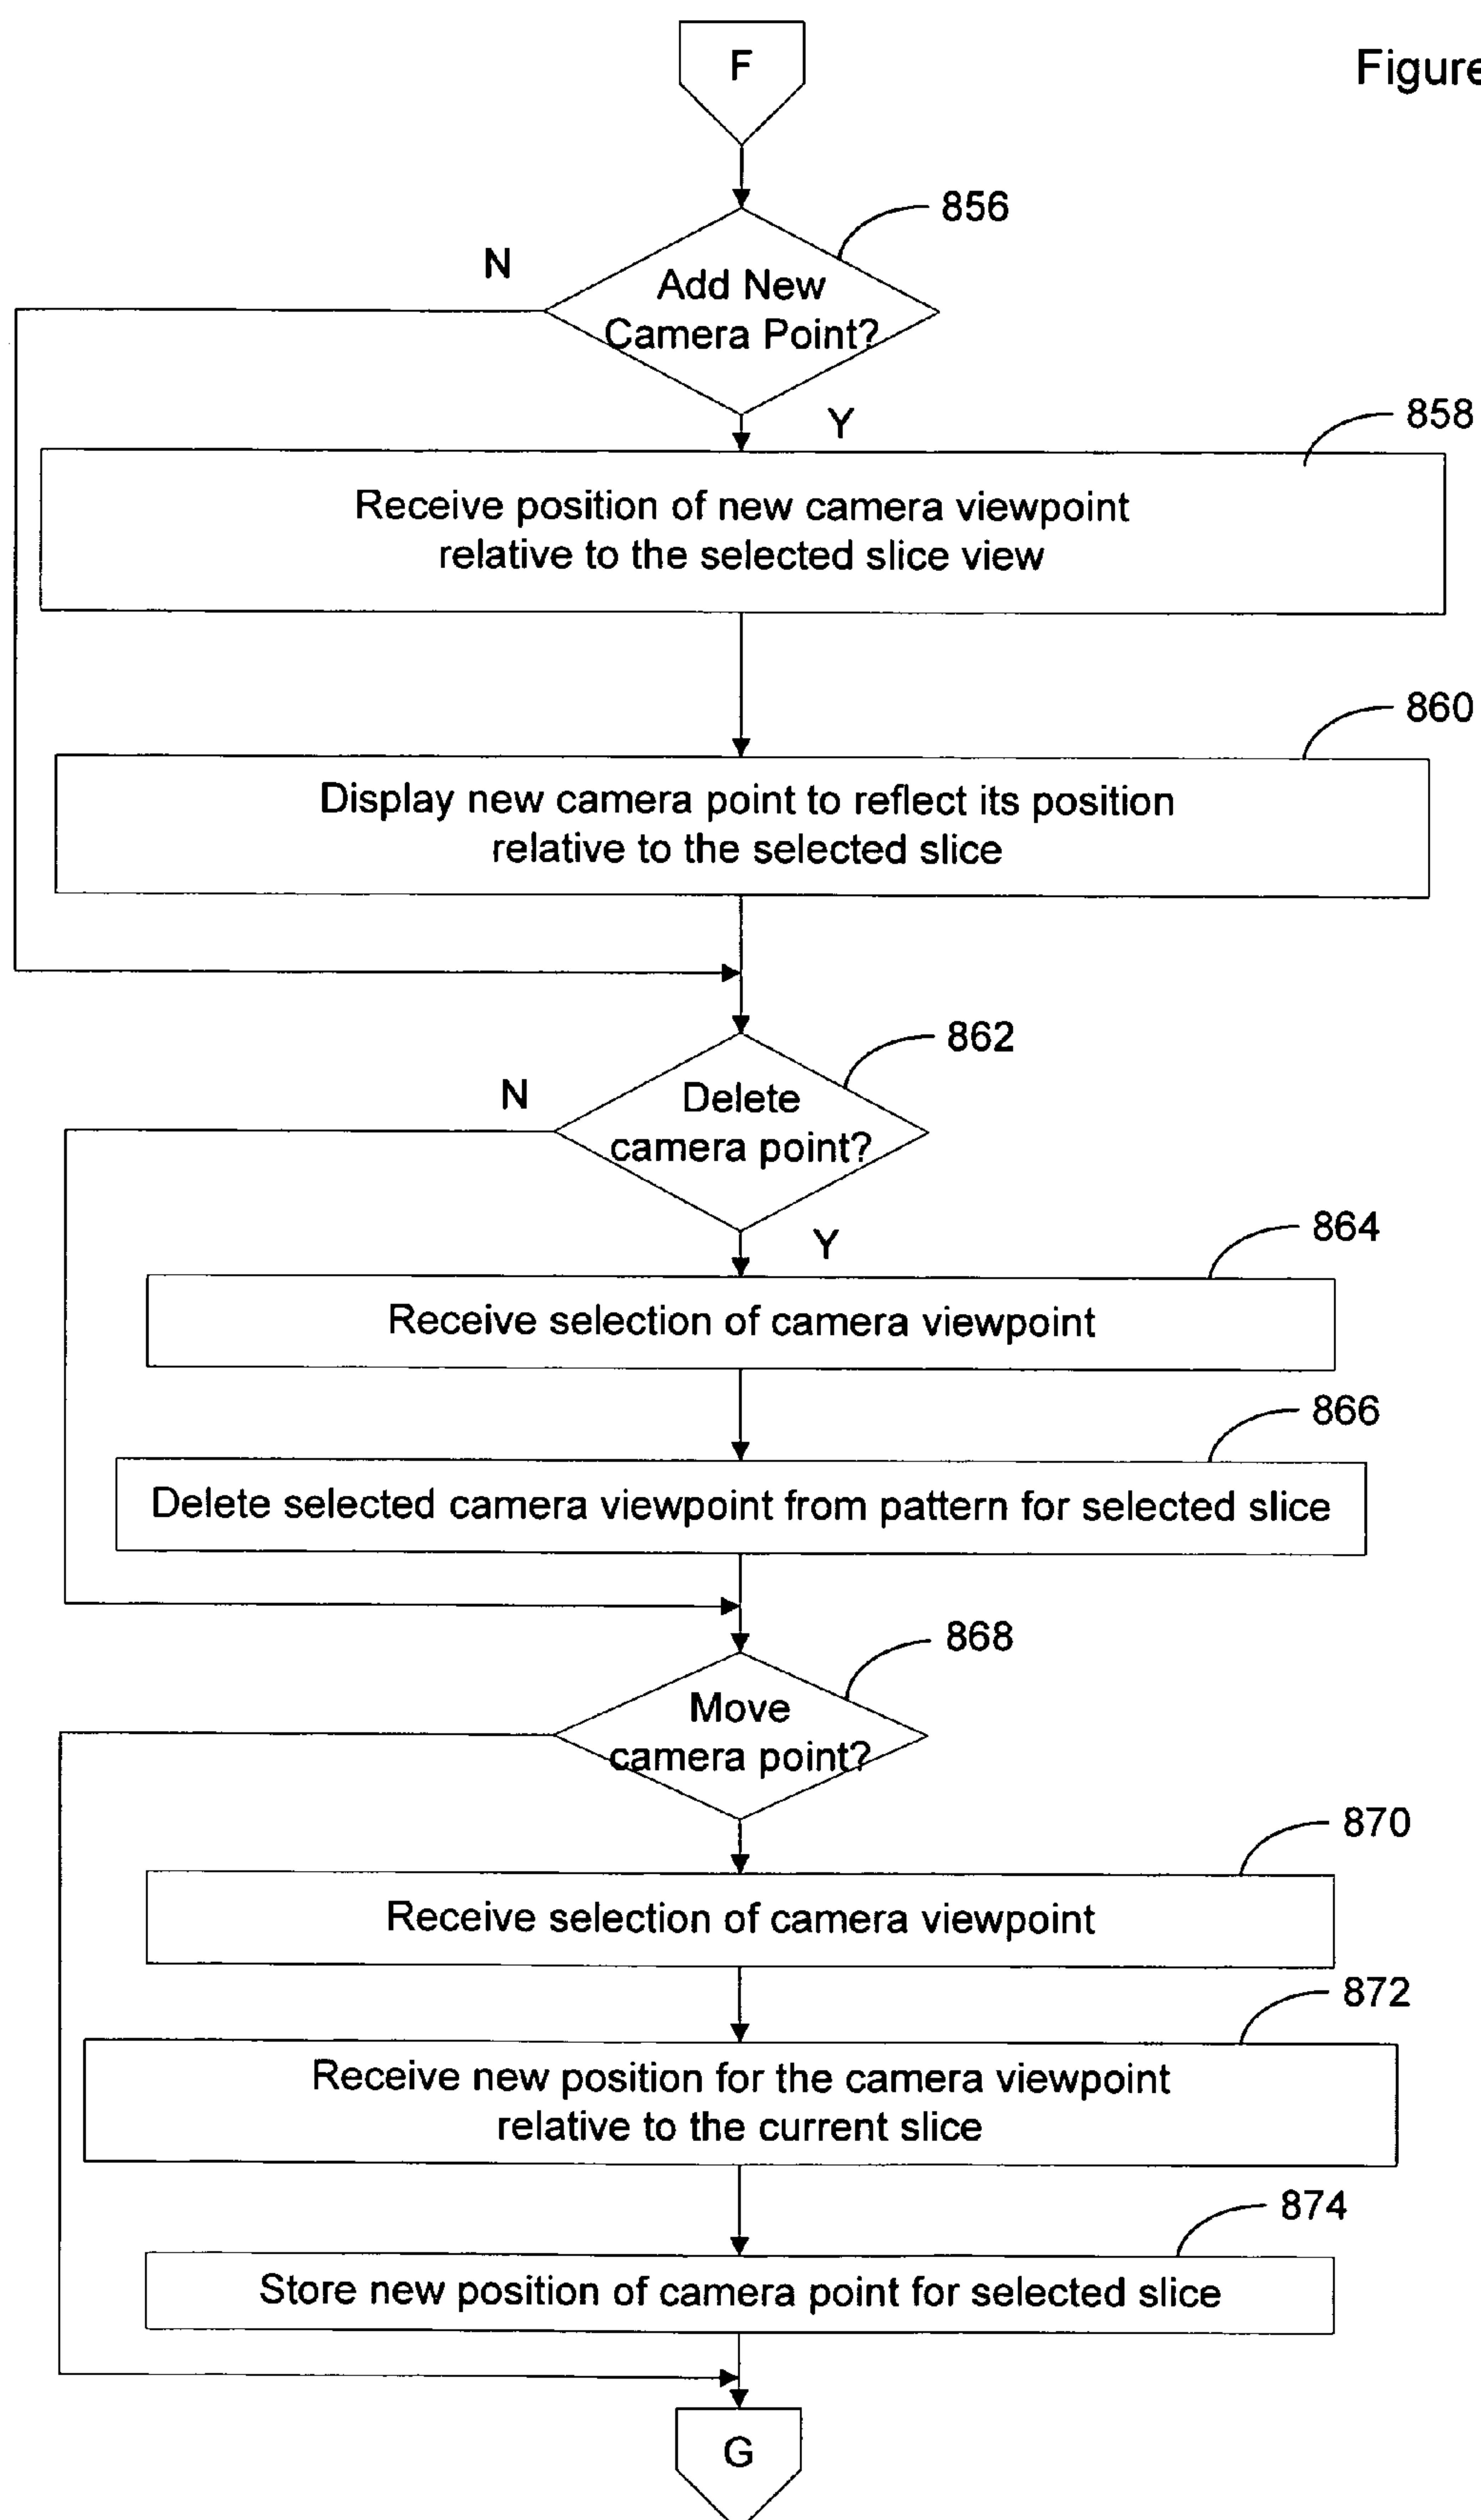 F
Figure
856
N
Add New
Camera Point?
Y
858
Receive position of new camera viewpoint
relative to the selected slice view
860
Display new camera point to reflect its position
relative to the selected slice
862
N
Delete
camera point?
Y
864
Receive selection of camera viewpoint
866
Delete selected camera viewpoint from pattern for selected slice
868
Move
camera point?
870
Receive selection of camera viewpoint
872
Receive new position for the camera viewpoint
relative to the current slice
874
Store new position of camera point for selected slice
G